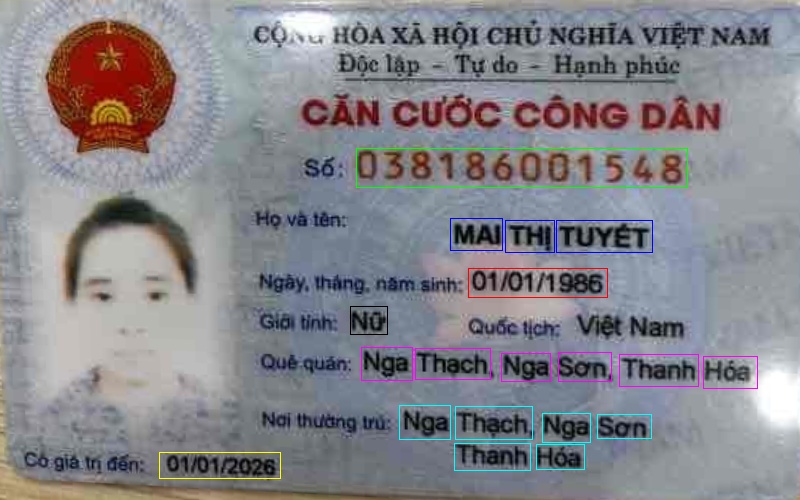 CỘNG HÒA XÃ HỘI CHỦ NGHĨA VIỆT NAM
Độc lập - Tự do - Hạnh phúc
CĂN CƯỚC CÔNG DÂN
Số: 038186001548
Họ và tên:
MAI THỊ TUYẾT
Ngày, tháng, năm sinh: 01/01/1986
Giới tính: Nữ Quốc tịch: Việt Nam
Quê quán: Nga Thạch, Nga Sơn, Thanh Hóa
Nơi thường trú: Nga Thạch, Nga Sơn
Thanh Hóa
Có giá trị đến: 01/01/2026